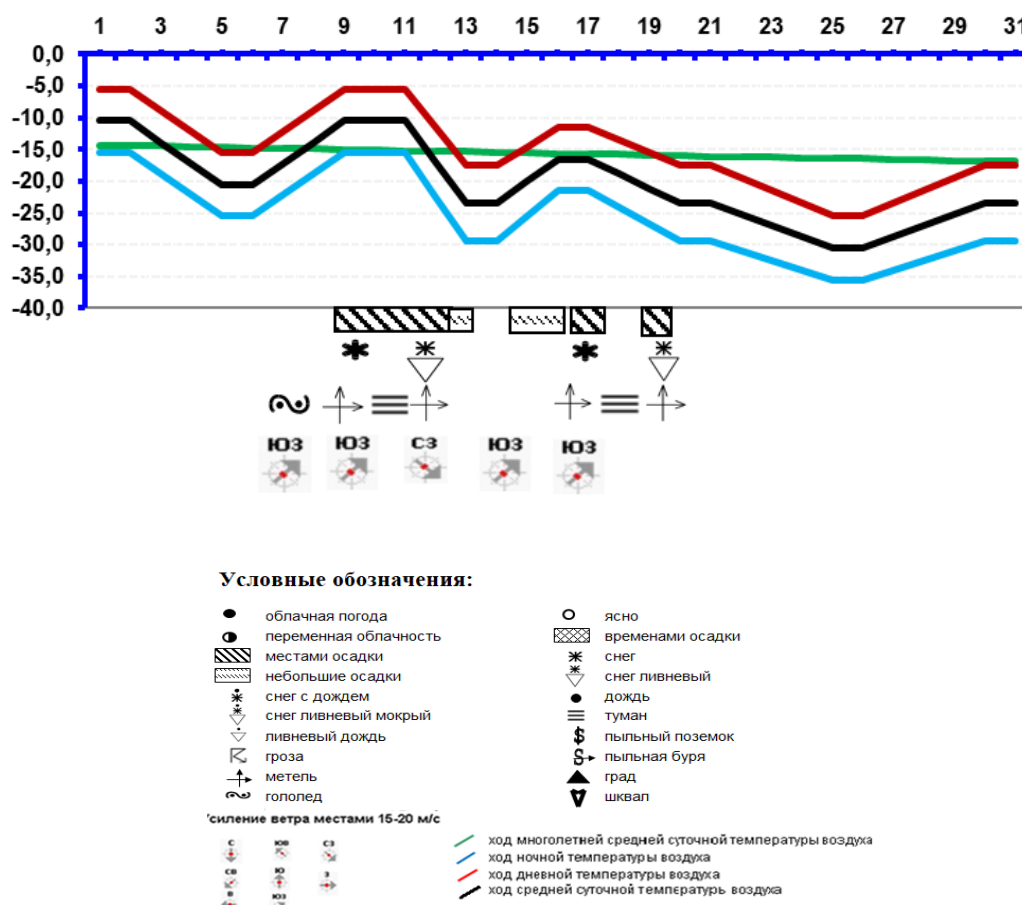 1 3 5 7 9 11 13 15 17 19 21 23 25 27 29 31
0,0
-5,0
-10,0
-15,0
-20,0
-25,0
-30,0
-35,0
-40,0
ЮЗ ЮЗ СЗ ЮЗ ЮЗ
Условные обозначения:
облачная погода
переменная облачность
местами осадки
небольшие осадки
снег с дождем
снег ливневый мокрый
ливневый дождь
гроза
метель
гололед
ясно
временами осадки
снег
снег ливневый
дождь
туман
пыльный поземок
пыльная буря
град
шквал
усиление ветра местами 15-20 м/с
С ЮВ СЗ
СВ Ю З
В ЮЗ
ход многолетней средней суточной температуры воздуха
ход ночной температуры воздуха
ход дневной температуры воздуха
ход средней суточной температурь воздуха